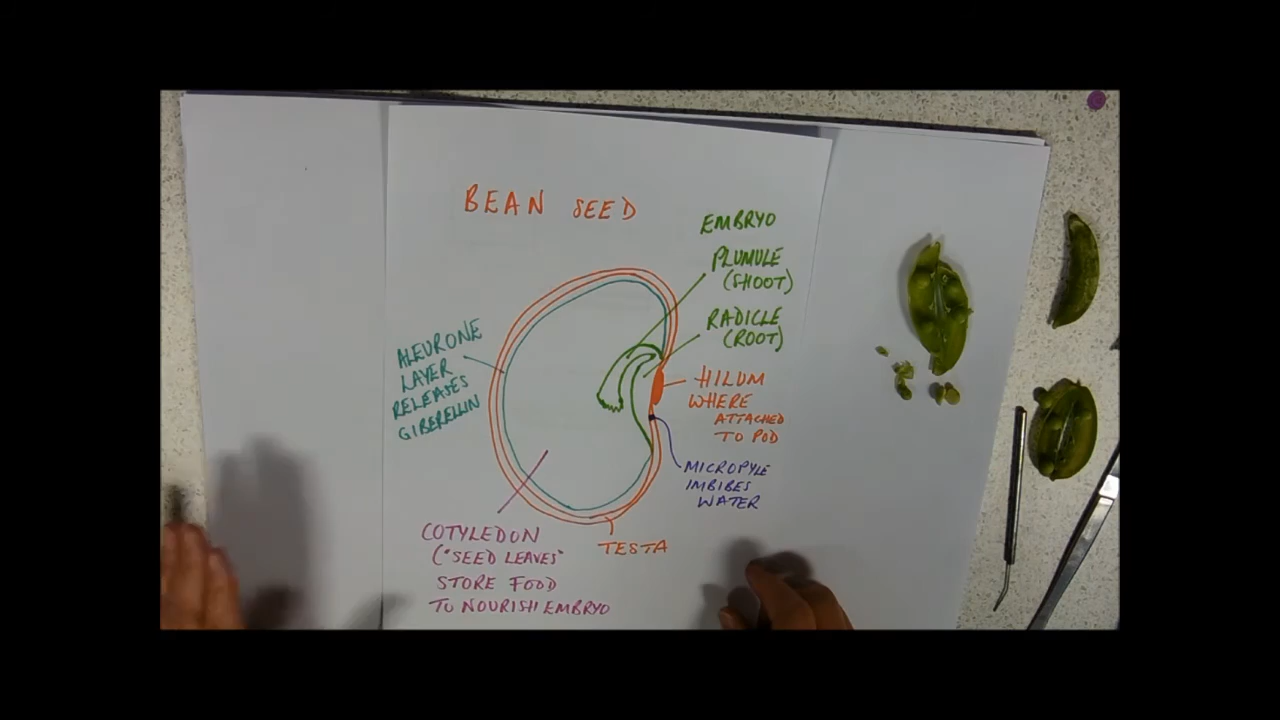 BEAN SEED
EMBRYO
PLUMULE
(SHOOT)
RADICLE
(ROOT)
HILUM
WHERE
ATTACHED
TO POD
MICROPYLE
IMBIBES
WATER
TESTA
ALEURONE
LAYER
RELEASES
GIBERELLIN
COTYLEDON
("SEED LEAVES"
STORE FOOD
TO NOURISH EMBRYO